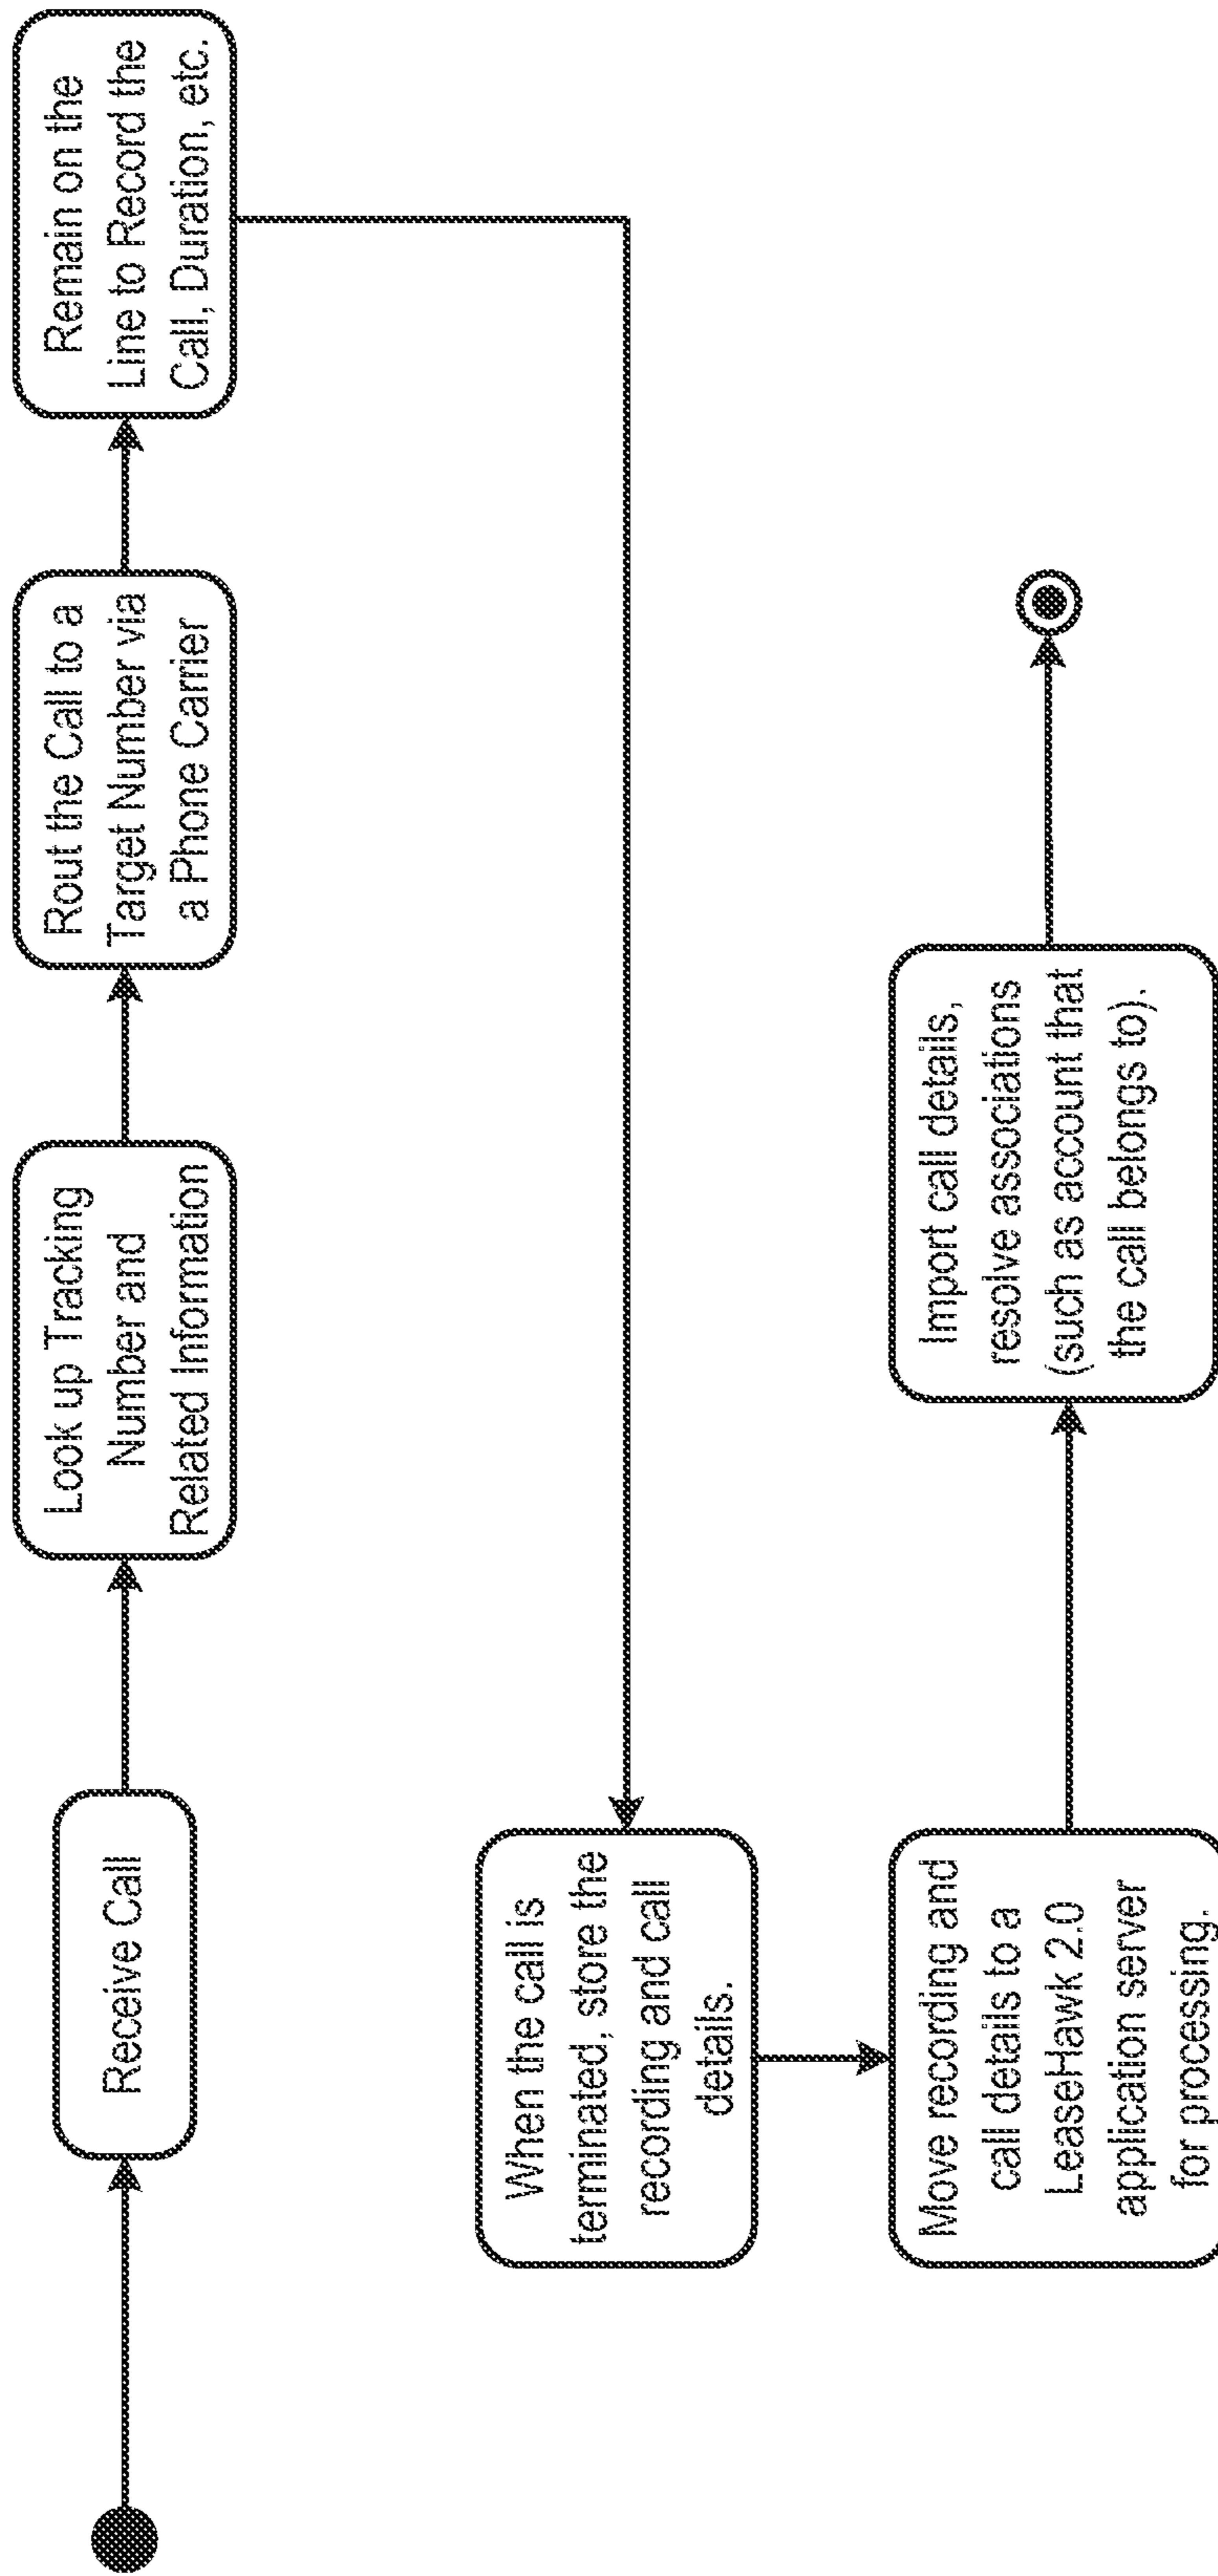 Receive Call
Look up Tracking
Number and
Related Information
Rout the Call to a
Target Number via
a Phone Carrier
Remain on the
Line to Record the
Call, Duration, etc.
When the call is
terminated, store the
recording and call
details.
Move recording and
call details to a
LeaseHawk 2.0
application server
for processing.
Import call details,
resolve associations
(such as account that
the call belongs to).